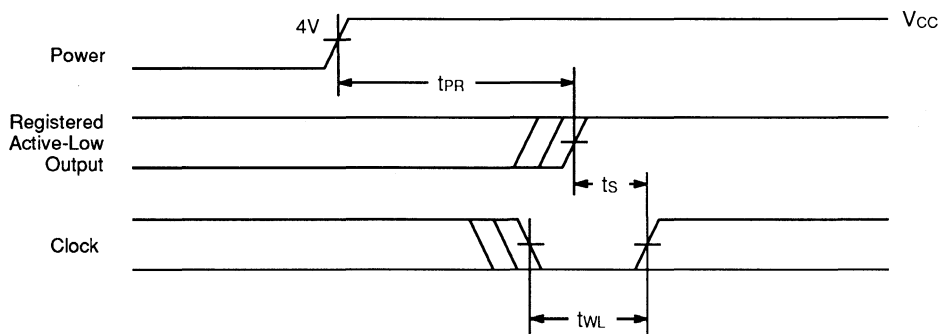 4V
VCC
Power
tPR
Registered
Active-Low
Output
tS
Clock
tWL